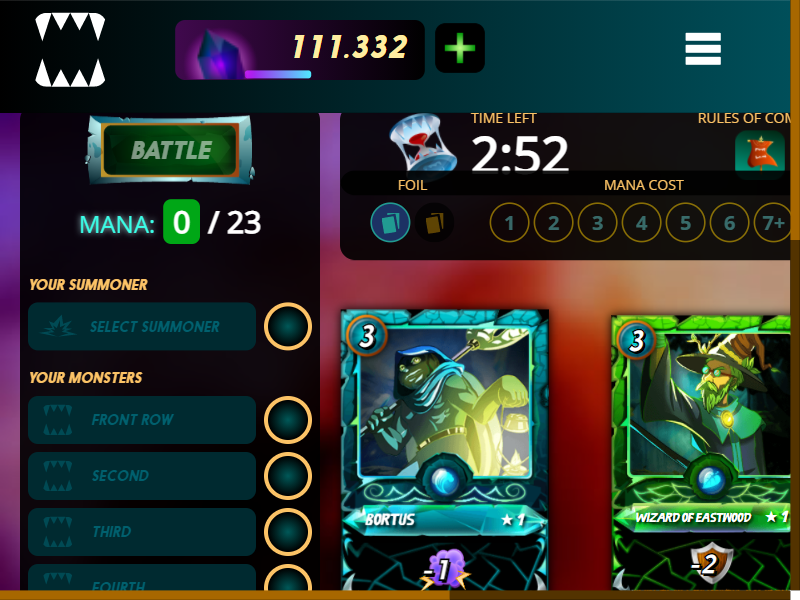 111.332
BATTLE
MANA: 0 / 23
YOUR SUMMONER
SELECT SUMMONER
YOUR MONSTERS
FRONT ROW
SECOND
THIRD
FOURTH
TIME LEFT
2:52
RULES OF COM
FOIL
MANA COST
1 2 3 4 5 6 7+
3
BORTUS ★ 1
-1
3
WIZARD OF EASTWOOD ★ 1
-2